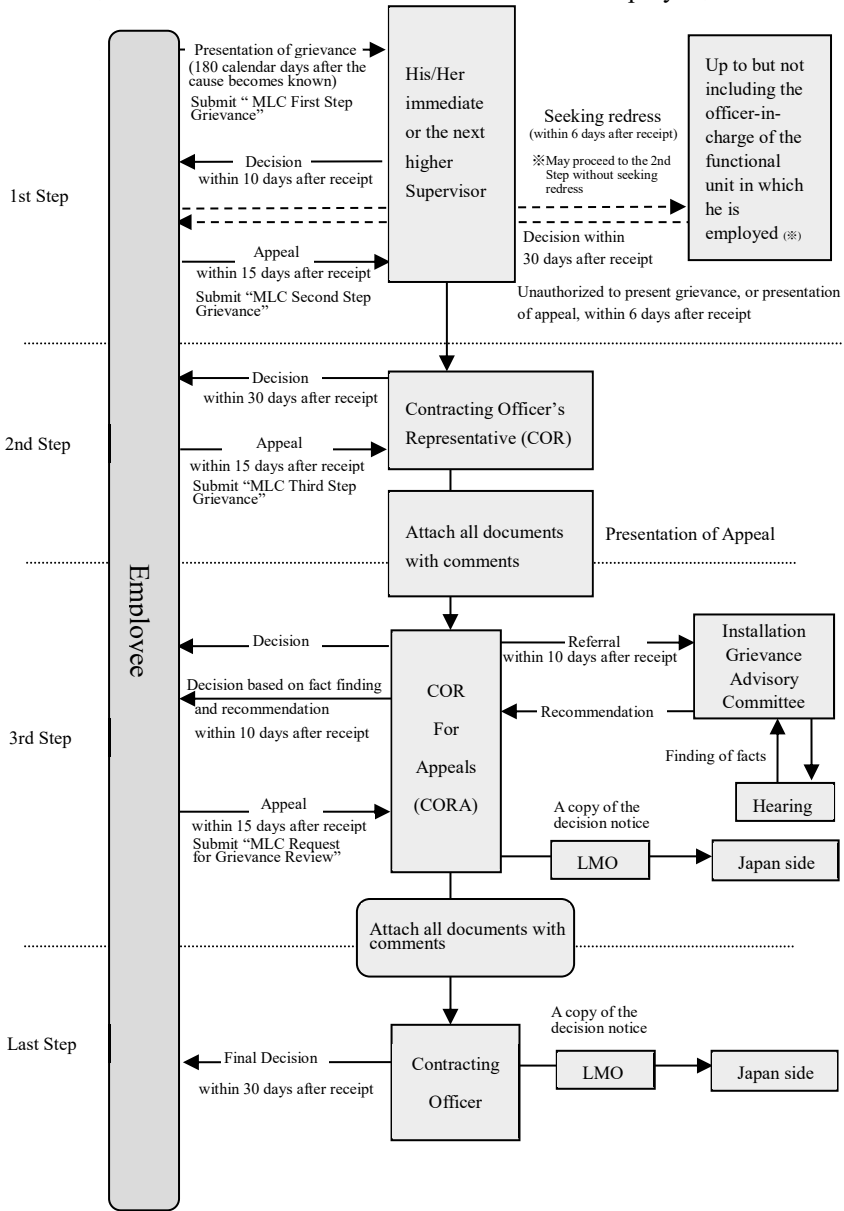 Presentation of grievance
(180 calendar days after the
cause becomes known)
Submit “ MLC First Step
Grievance”
His/Her
immediate
or the next
higher
Supervisor
Seeking redress
(within 6 days after receipt)
※May proceed to the 2nd
Step without seeking
redress
Up to but not
including the
officer-in-
charge of the
functional
unit in which
he is
employed (※)
1st Step
Decision
within 10 days after receipt
Decision within
30 days after receipt
Appeal
within 15 days after receipt
Submit “MLC Second Step
Grievance”
Unauthorized to present grievance, or presentation
of appeal, within 6 days after receipt
2nd Step
Decision
within 30 days after receipt
Contracting Officer’s
Representative (COR)
Appeal
within 15 days after receipt
Submit “MLC Third Step
Grievance”
Attach all documents
with comments
Presentation of Appeal
Employee
3rd Step
Decision
Decision based on fact finding
and recommendation
within 10 days after receipt
COR
For
Appeals
(CORA)
Referral
within 10 days after receipt
Recommendation
Installation
Grievance
Advisory
Committee
Finding of facts
Hearing
Appeal
within 15 days after receipt
Submit “MLC Request
for Grievance Review”
A copy of the
decision notice
LMO
Japan side
Attach all documents with
comments
Last Step
Final Decision
within 30 days after receipt
Contracting
Officer
A copy of the
decision notice
LMO
Japan side